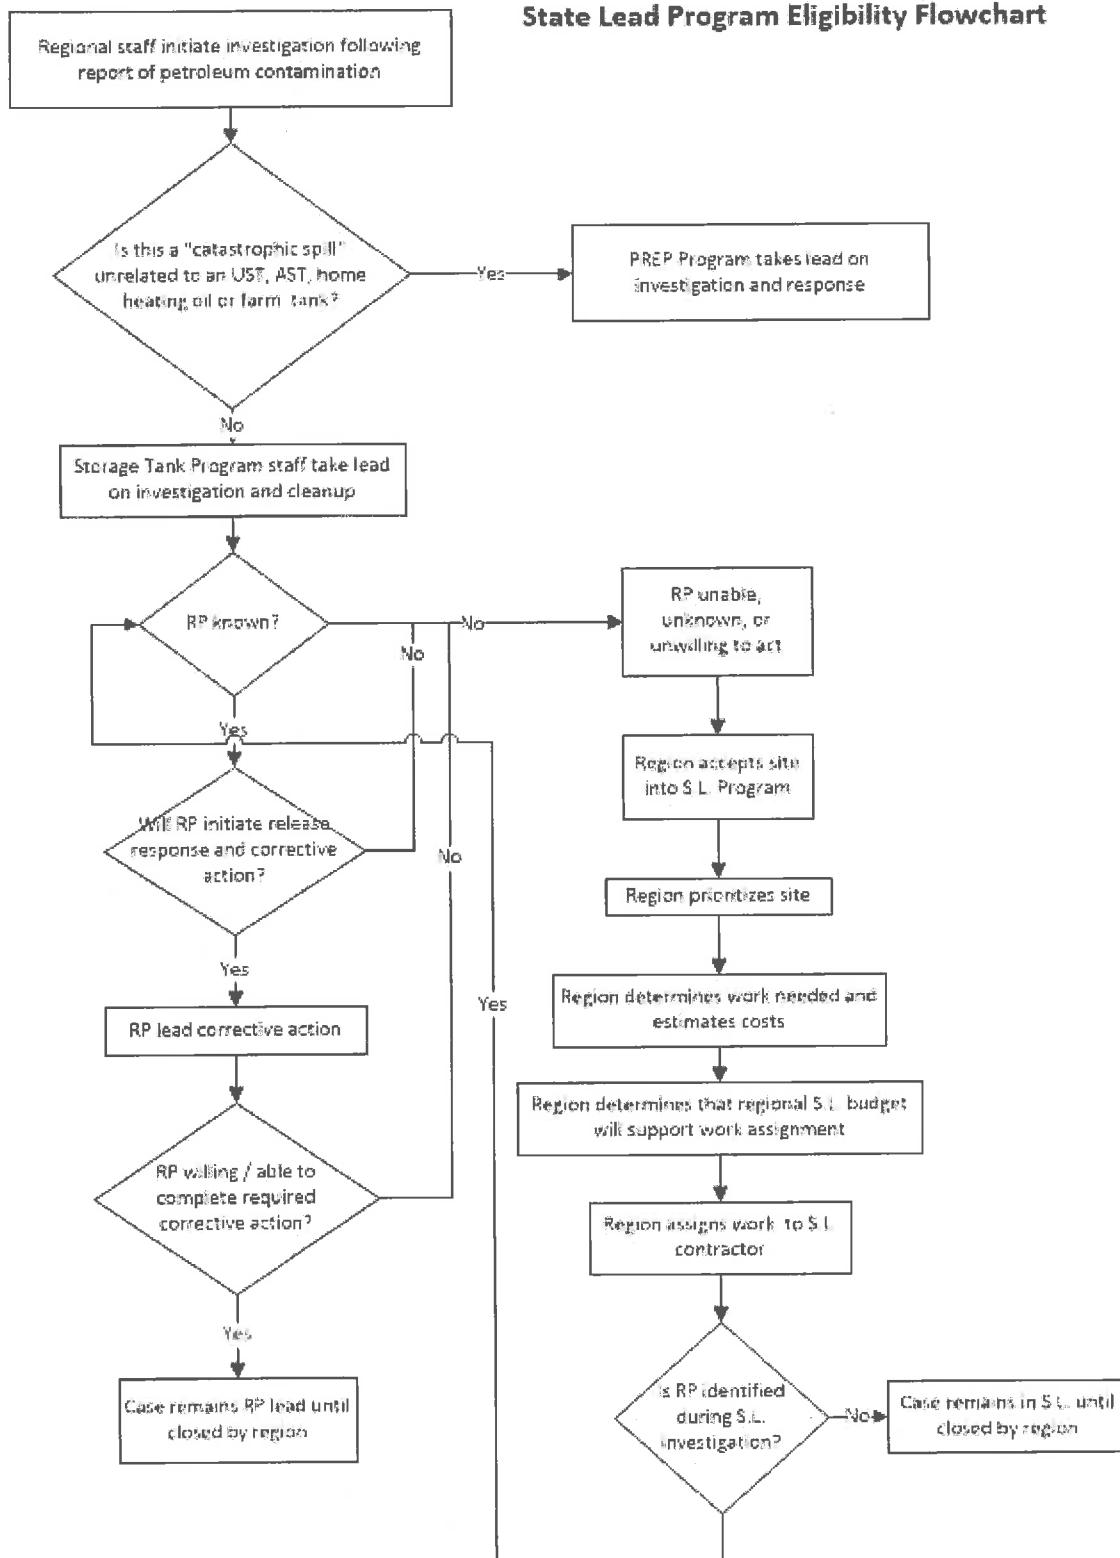 State Lead Program Eligibility Flowchart
Regional staff initiate investigation following
report of petroleum contamination
Is this a "catastrophic spill"
unrelated to an UST, AST, home
heating oil or farm tank?
Yes
PREP Program takes lead on
investigation and response
No
Storage Tank Program staff take lead
on investigation and cleanup
RP known?
No
No
RP unable,
unknown, or
unwilling to act
Yes
Region accepts site
into S.L. Program
Will RP initiate release
response and corrective
action?
No
Region prioritizes site
Yes
Yes
Region determines work needed and
estimates costs
RP lead corrective action
Region determines that regional S.L. budget
will support work assignment
RP willing / able to
complete required
corrective action?
Region assigns work to S.L.
contractor
Yes
Case remains RP lead until
closed by region
Is RP identified
during S.L.
investigation?
No
Case remains in S.L. until
closed by region